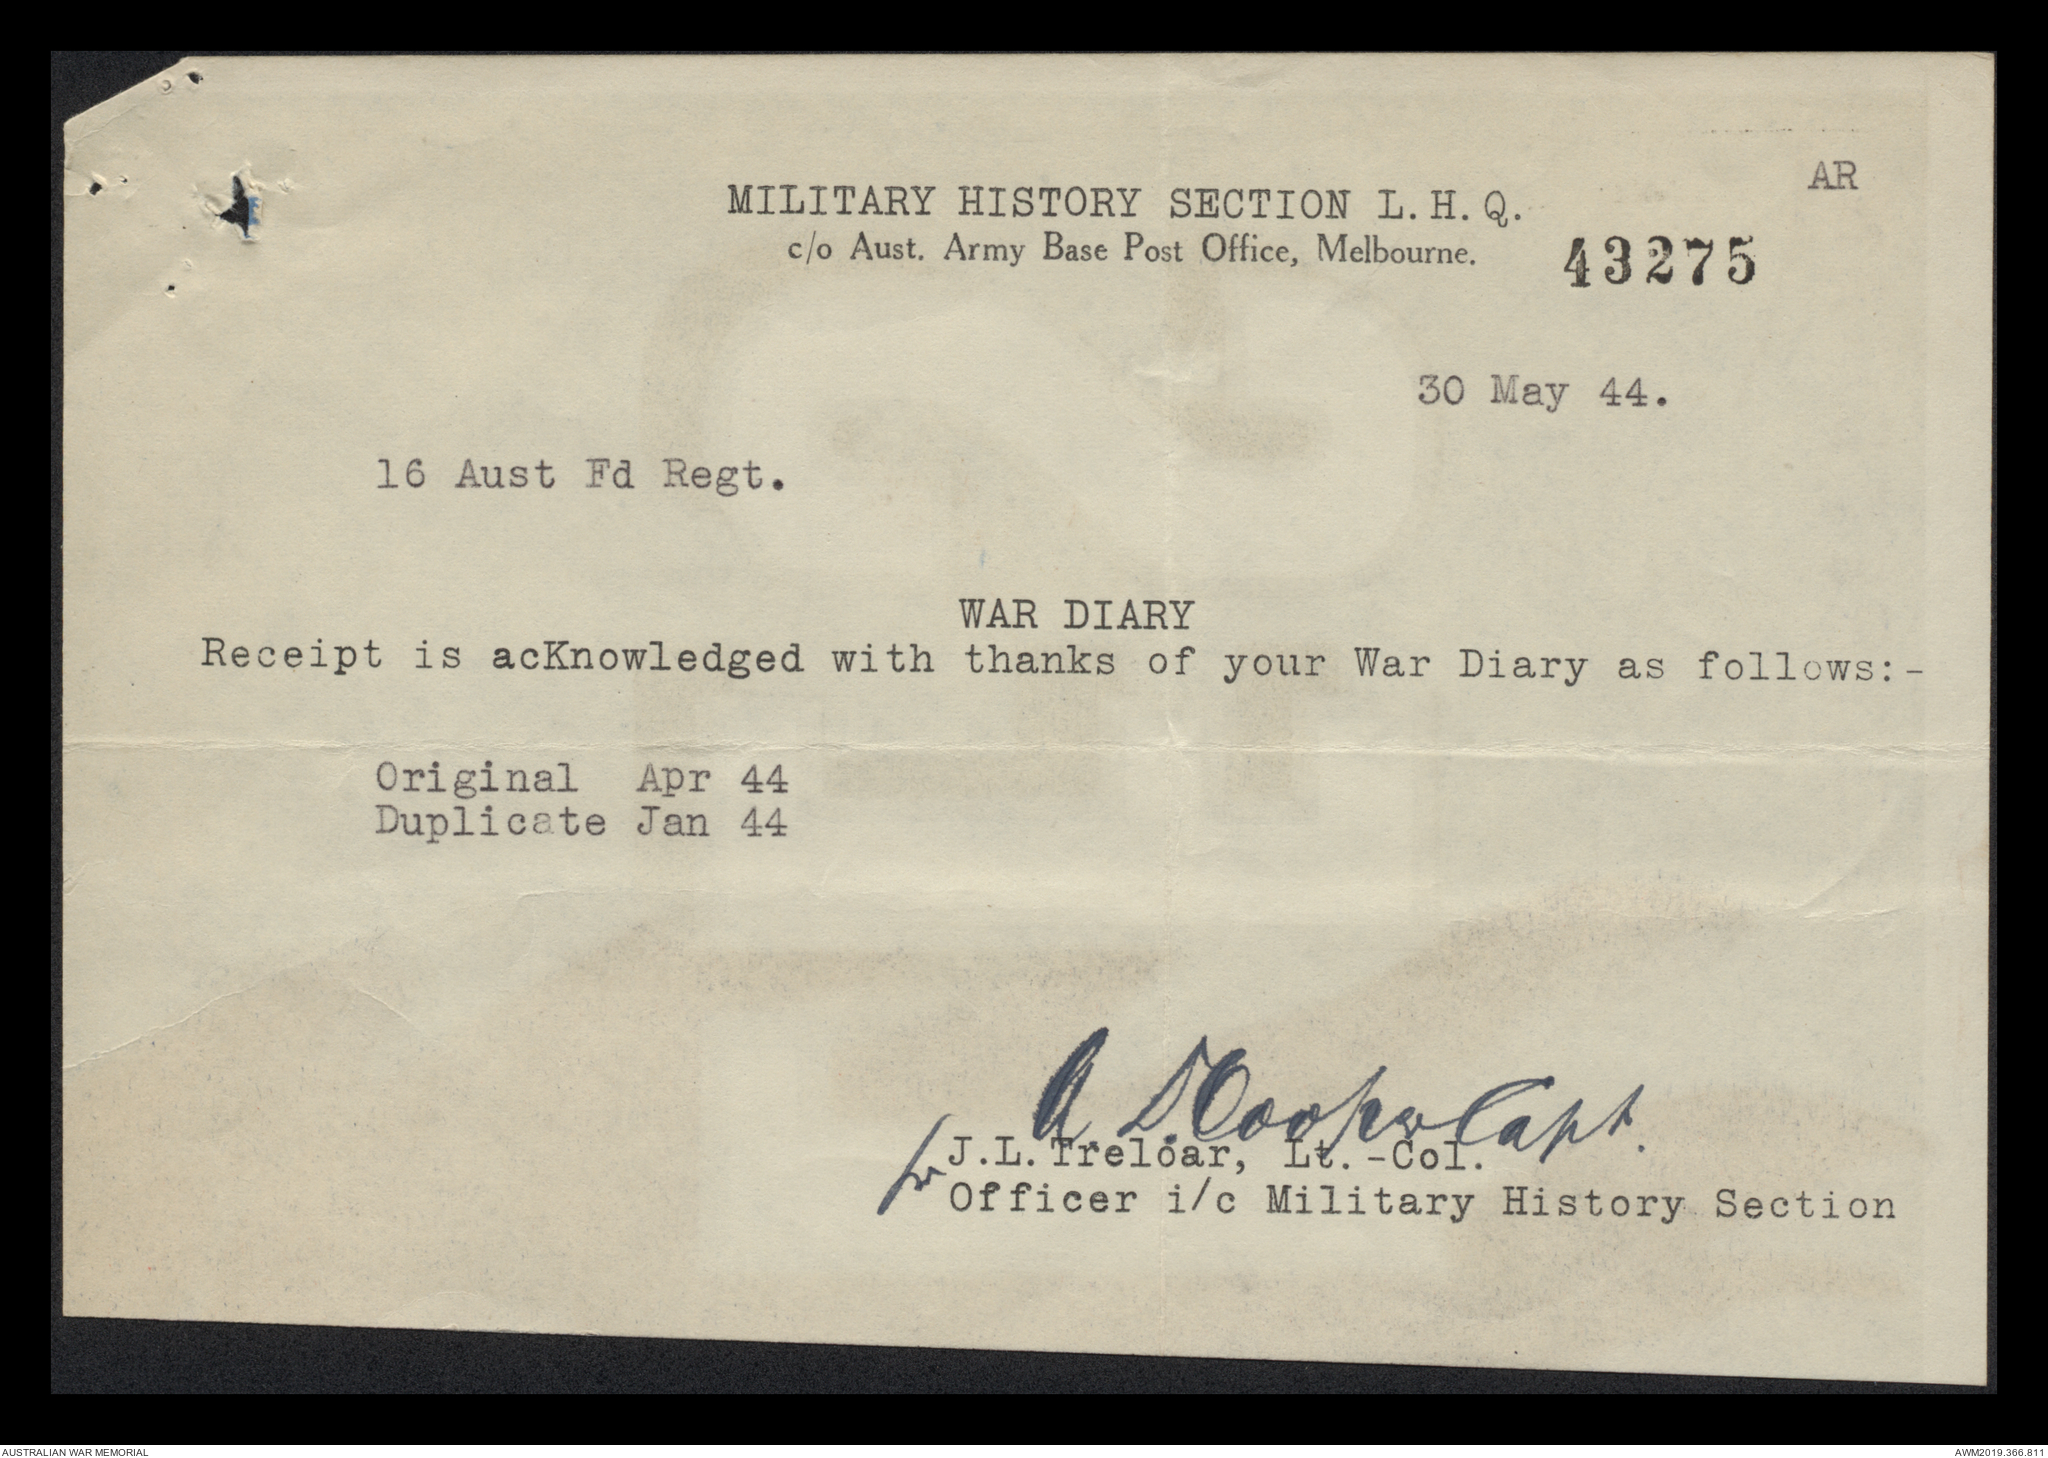 AR
MILITARY HISTORY SECTION L.H.Q.
c/o Aust. Army Base Post Office, Melbourne.
43275
30 May 44.
16 Aust Fd Regt.
WAR DIARY
Receipt is acKnowledged with thanks of your War Diary as follows:-
Original Apr 44
Duplicate Jan 44
A. D. Cooper Capt.
for J.L. Treloar, Lt.-Col.
Officer i/c Military History Section
AUSTRALIAN WAR MEMORIAL
AWM2019.366.811